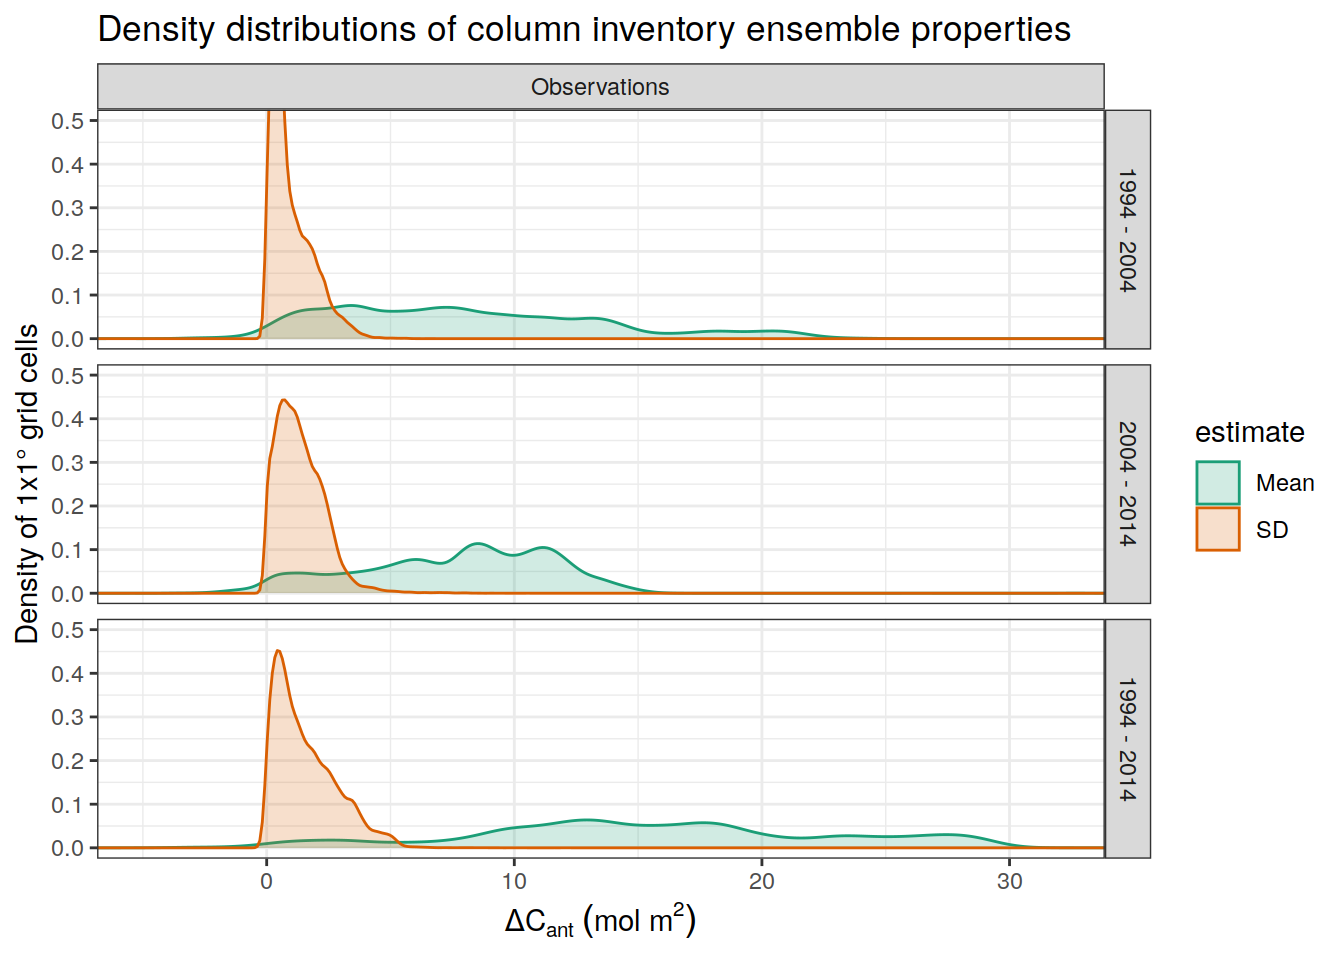 Density distributions of column inventory ensemble properties
Observations
Density of 1x1° grid cells
0.5
0.4
0.3
0.2
0.1
0.0
1994 - 2004
0.5
0.4
0.3
0.2
0.1
0.0
2004 - 2014
0.5
0.4
0.3
0.2
0.1
0.0
1994 - 2014
0 10 20 30
ΔC_ant (mol m²)
estimate
Mean
SD